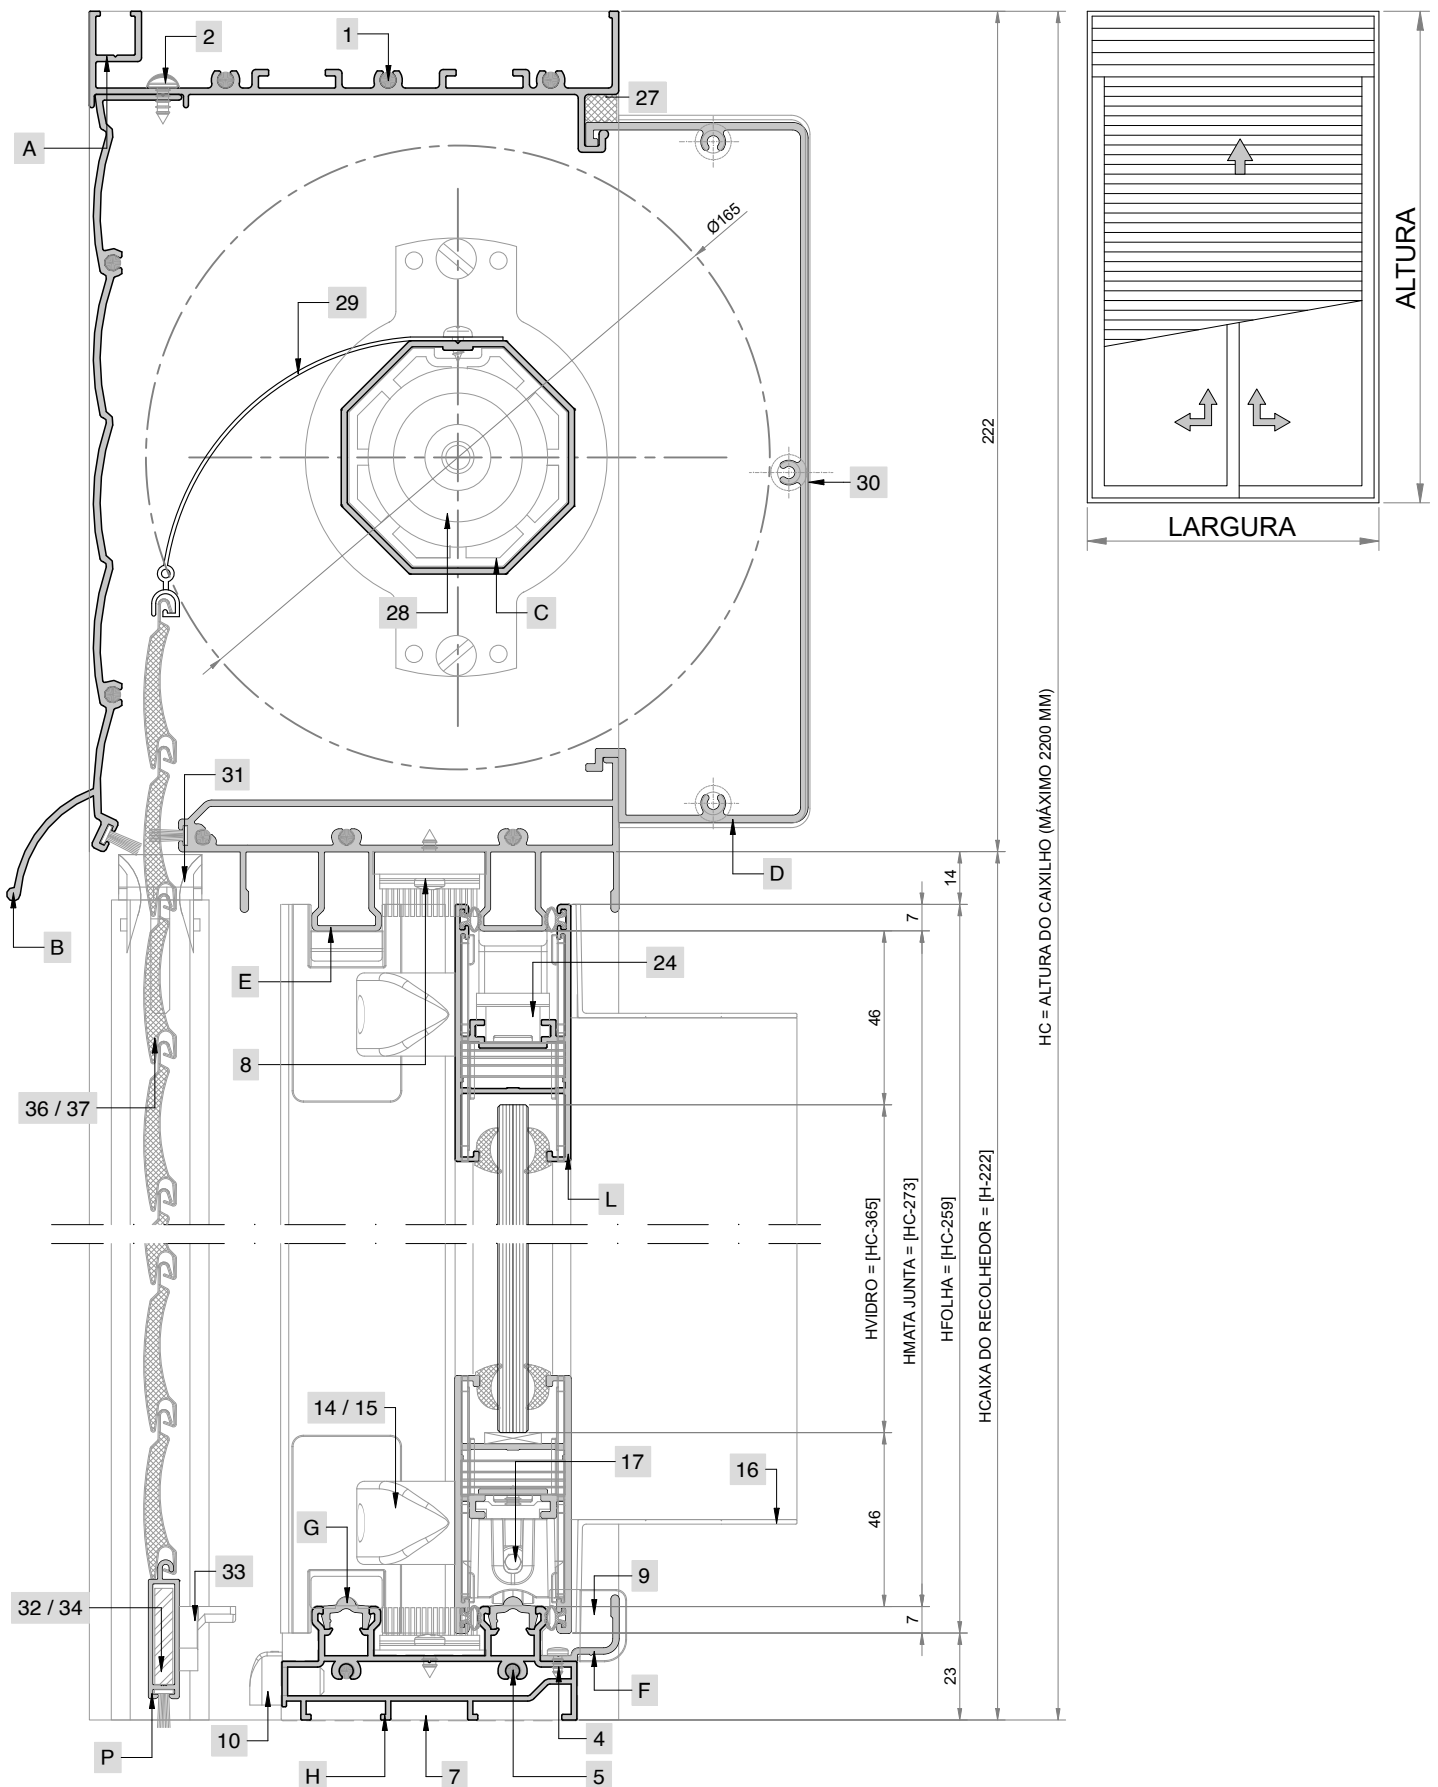 2
1
27
A
Ø165
ALTURA
29
222
30
LARGURA
28
C
HC = ALTURA DO CAIXILHO (MÁXIMO 2200 MM)
31
D
14
B
7
E
24
46
8
36 / 37
L
HVIDRO = [HC-365]
HMATA JUNTA = [HC-273]
HFOLHA = [HC-259]
HCAIXA DO RECOLHEDOR = [H-222]
14 / 15
17
16
G
46
33
9
32 / 34
7
F
23
10
4
P
H
7
5